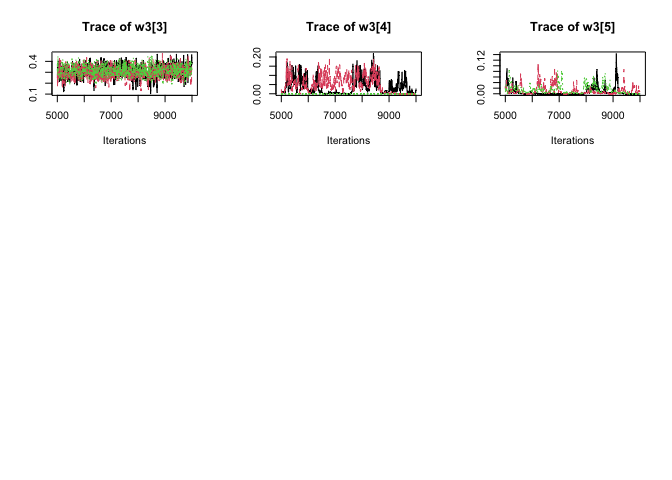 Trace of w3[3]
0.4
0.1
5000 7000 9000
Iterations
Trace of w3[4]
0.20
0.00
5000 7000 9000
Iterations
Trace of w3[5]
0.12
0.00
5000 7000 9000
Iterations